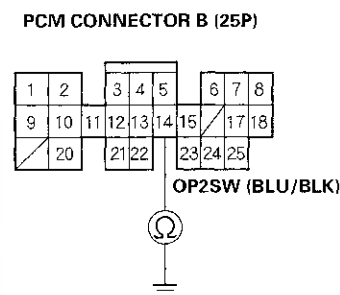 PCM CONNECTOR B (25P)
1 2 3 4 5 6 7 8
9 10 11 12 13 14 15 17 18
20 21 22 23 24 25
OP2SW (BLU/BLK)
Ω